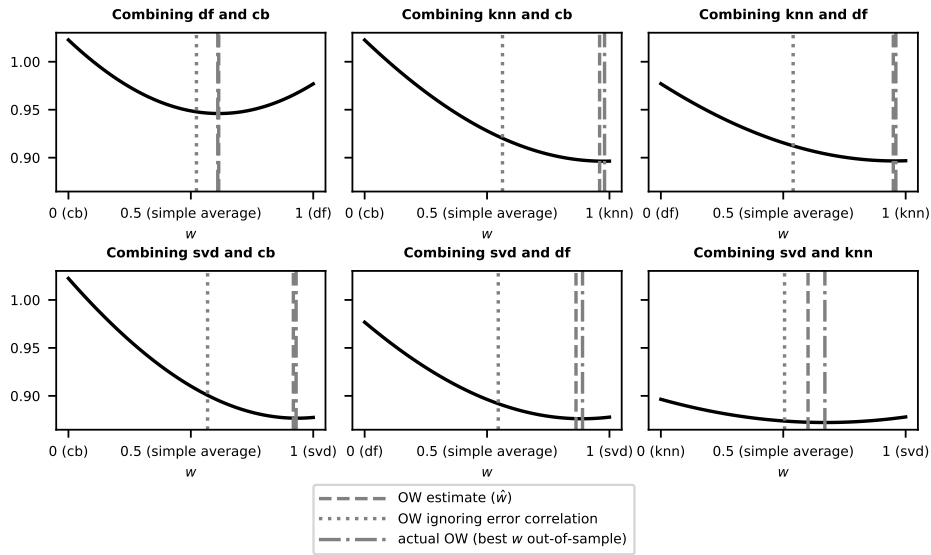 Combining df and cb
Combining knn and cb
Combining knn and df
1.00
0.95
0.90
0 (cb) 0.5 (simple average) 1 (df)
w
0 (cb) 0.5 (simple average) 1 (knn)
w
0 (df) 0.5 (simple average) 1 (knn)
w
Combining svd and cb
Combining svd and df
Combining svd and knn
1.00
0.95
0.90
0 (cb) 0.5 (simple average) 1 (svd)
w
0 (df) 0.5 (simple average) 1 (svd)
w
0 (knn) 0.5 (simple average) 1 (svd)
w
OW estimate (ŵ)
OW ignoring error correlation
actual OW (best w out-of-sample)